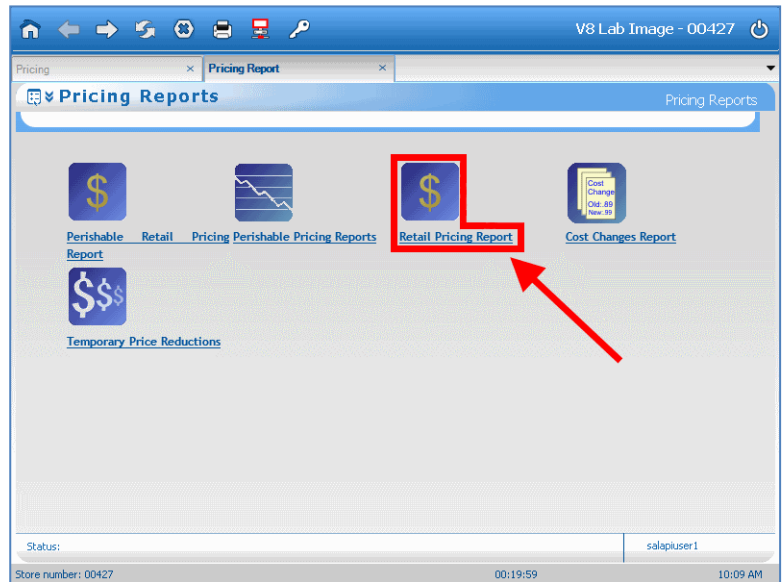 V8 Lab Image - 00427
Pricing × Pricing Report ×
Pricing Reports
Pricing Reports
$
$
Cost
Change
Old:.89
New:.99
Perishable Retail Pricing
Report
Perishable Pricing Reports
Retail Pricing Report
Cost Changes Report
$$$
Temporary Price Reductions
Status:
salapiuser1
Store number: 00427
00:19:59
10:09 AM